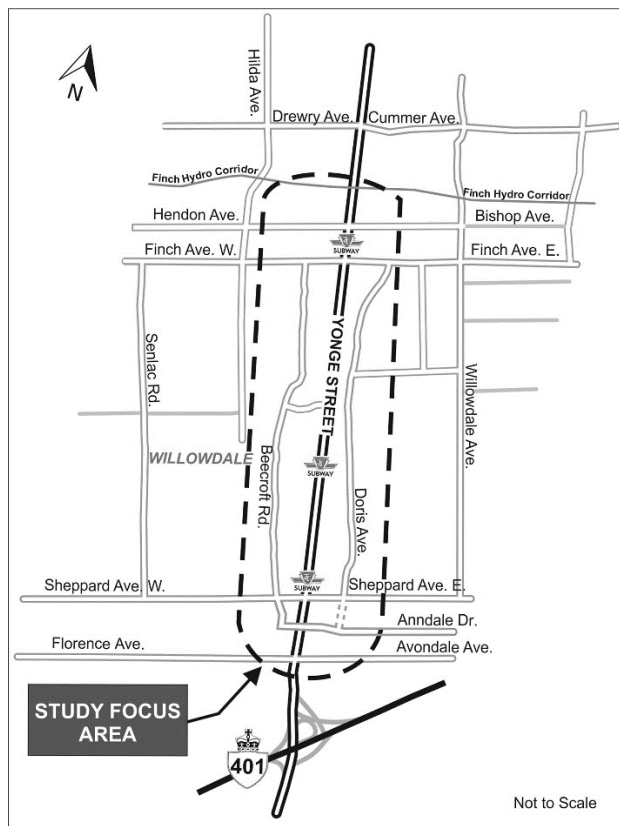 N
Hilda Ave.
Drewry Ave.
Cummer Ave.
Finch Hydro Corridor
Finch Hydro Corridor
Hendon Ave.
Bishop Ave.
SUBWAY
Finch Ave. W.
Finch Ave. E.
Senlac Rd.
YONGE STREET
Willowdale Ave.
WILLOWDALE
SUBWAY
Beecroft Rd.
Doris Ave.
SUBWAY
Sheppard Ave. W.
Sheppard Ave. E.
Anndale Dr.
Florence Ave.
Avondale Ave.
STUDY FOCUS
AREA
401
Not to Scale